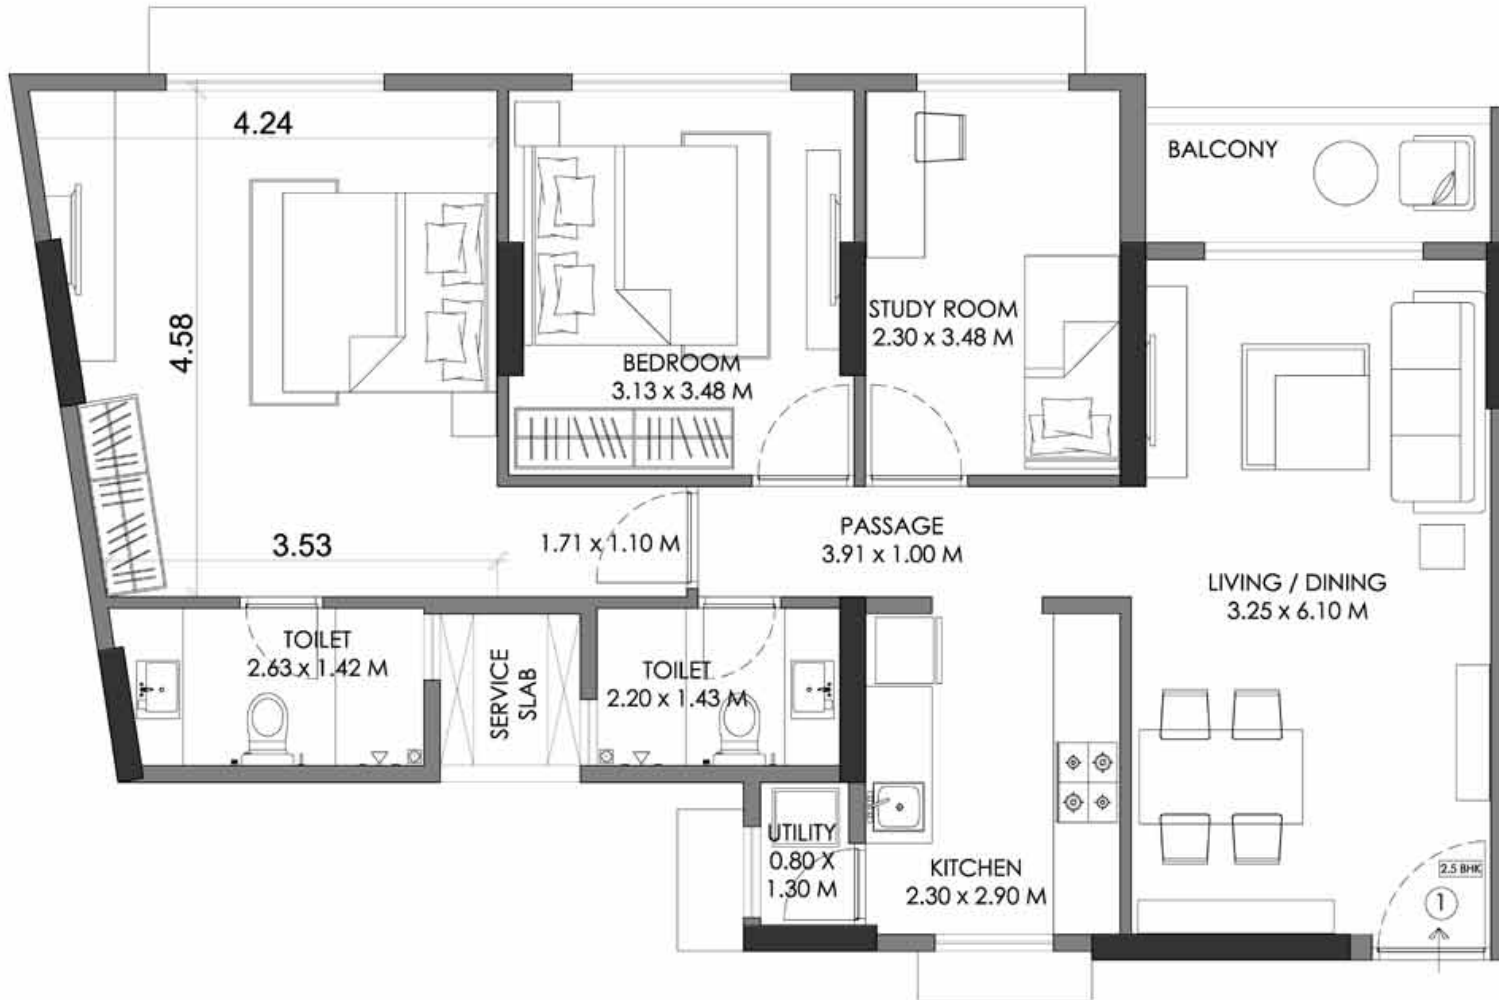 4.24
BALCONY
4.58
STUDY ROOM
2.30 x 3.48 M
BEDROOM
3.13 x 3.48 M
3.53
1.71 x 1.10 M
PASSAGE
3.91 x 1.00 M
LIVING / DINING
3.25 x 6.10 M
TOILET
2.63 x 1.42 M
SERVICE
SLAB
TOILET
2.20 x 1.43 M
UTILITY
0.80 X
1.30 M
KITCHEN
2.30 x 2.90 M
2.5 BHK
1